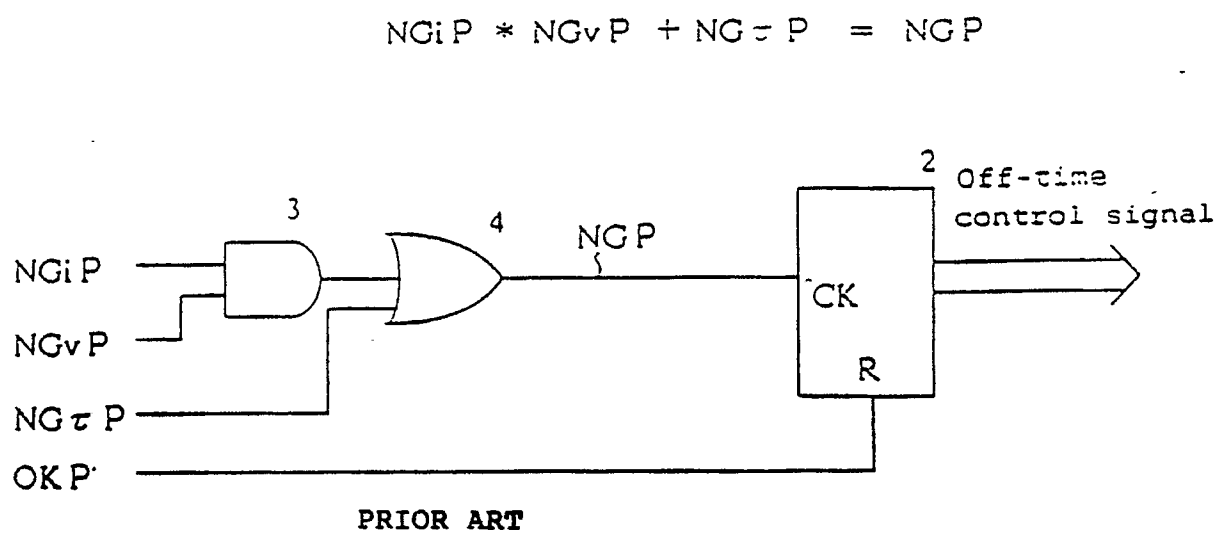 NGiP * NGvP + NGτP = NGP
2
Off-time
control signal
3
4
NGP
NGiP
CK
NGvP
R
NGτP
OKP
PRIOR ART